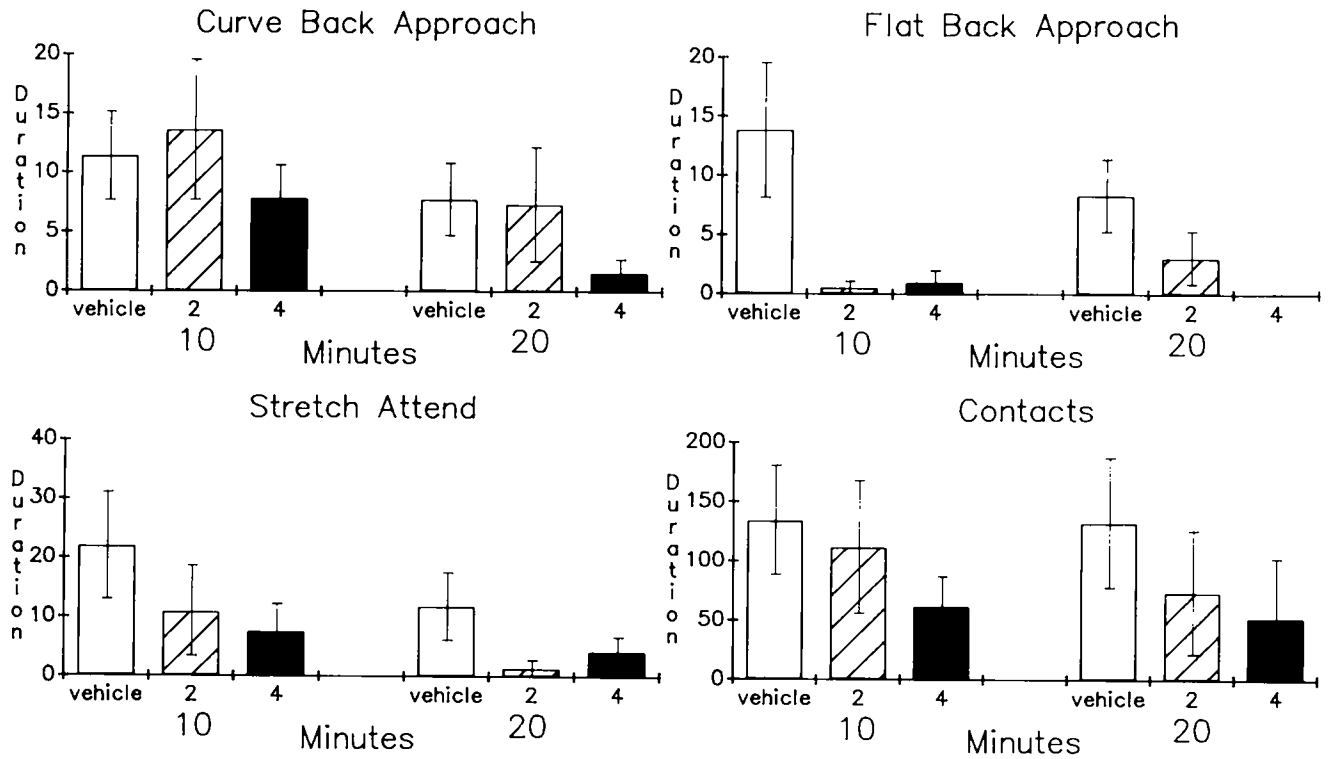 Curve Back Approach
Duration
20
15
10
5
0
vehicle 2 4 vehicle 2 4
10 Minutes 20
Flat Back Approach
Duration
20
15
10
5
0
vehicle 2 4 vehicle 2 4
10 Minutes 20
Stretch Attend
Duration
40
30
20
10
0
vehicle 2 4 vehicle 2 4
10 Minutes 20
Contacts
Duration
200
150
100
50
0
vehicle 2 4 vehicle 2 4
10 Minutes 20